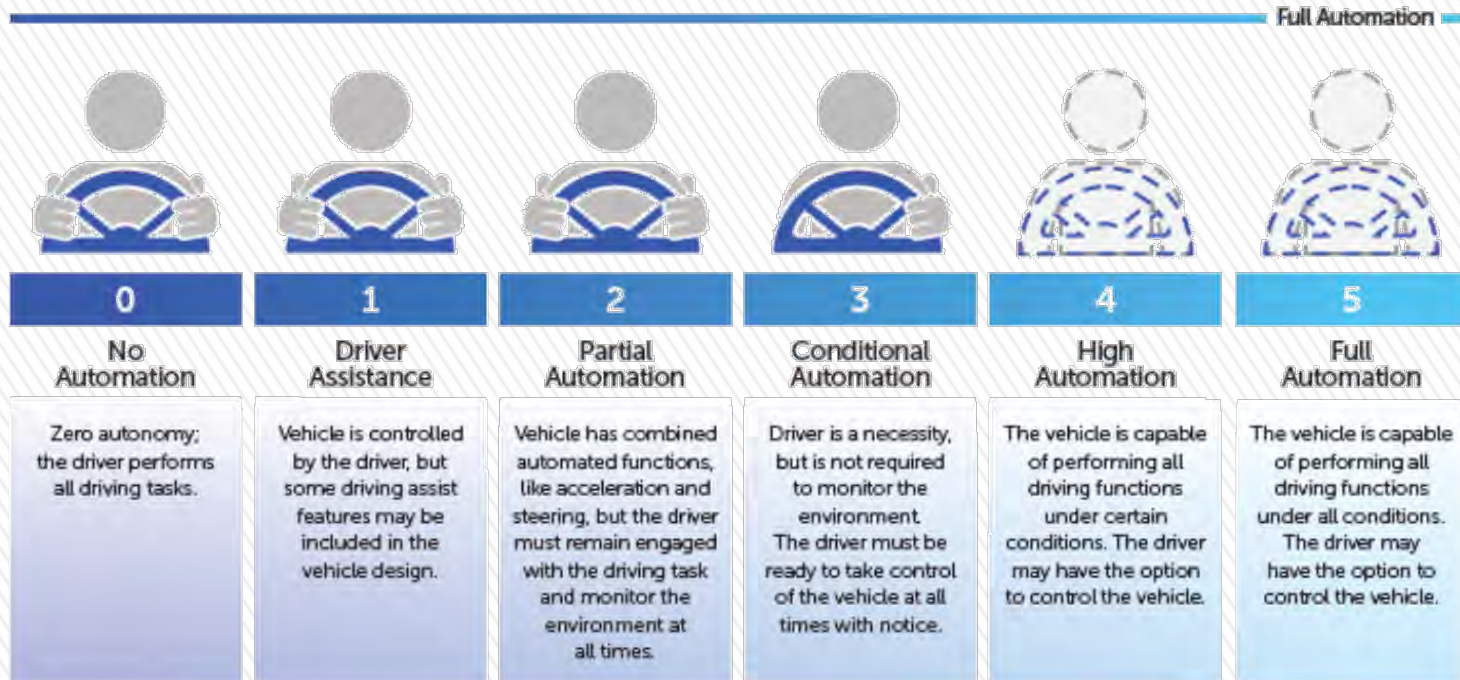 Full Automation
0
No
Automation
Zero autonomy;
the driver performs
all driving tasks.
1
Driver
Assistance
Vehicle is controlled
by the driver, but
some driving assist
features may be
included in the
vehicle design.
2
Partial
Automation
Vehicle has combined
automated functions,
like acceleration and
steering, but the driver
must remain engaged
with the driving task
and monitor the
environment at
all times.
3
Conditional
Automation
Driver is a necessity,
but is not required
to monitor the
environment.
The driver must be
ready to take control
of the vehicle at all
times with notice.
4
High
Automation
The vehicle is capable
of performing all
driving functions
under certain
conditions. The driver
may have the option
to control the vehicle.
5
Full
Automation
The vehicle is capable
of performing all
driving functions
under all conditions.
The driver may
have the option to
control the vehicle.